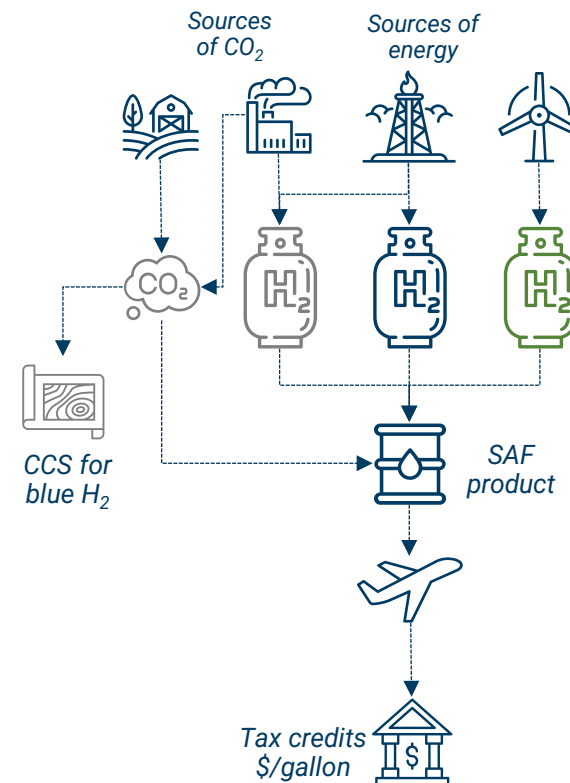 Sources
of CO₂
Sources of
energy
CO₂
H₂
H₂
H₂
CCS for
blue H₂
SAF
product
Tax credits
$/gallon
$